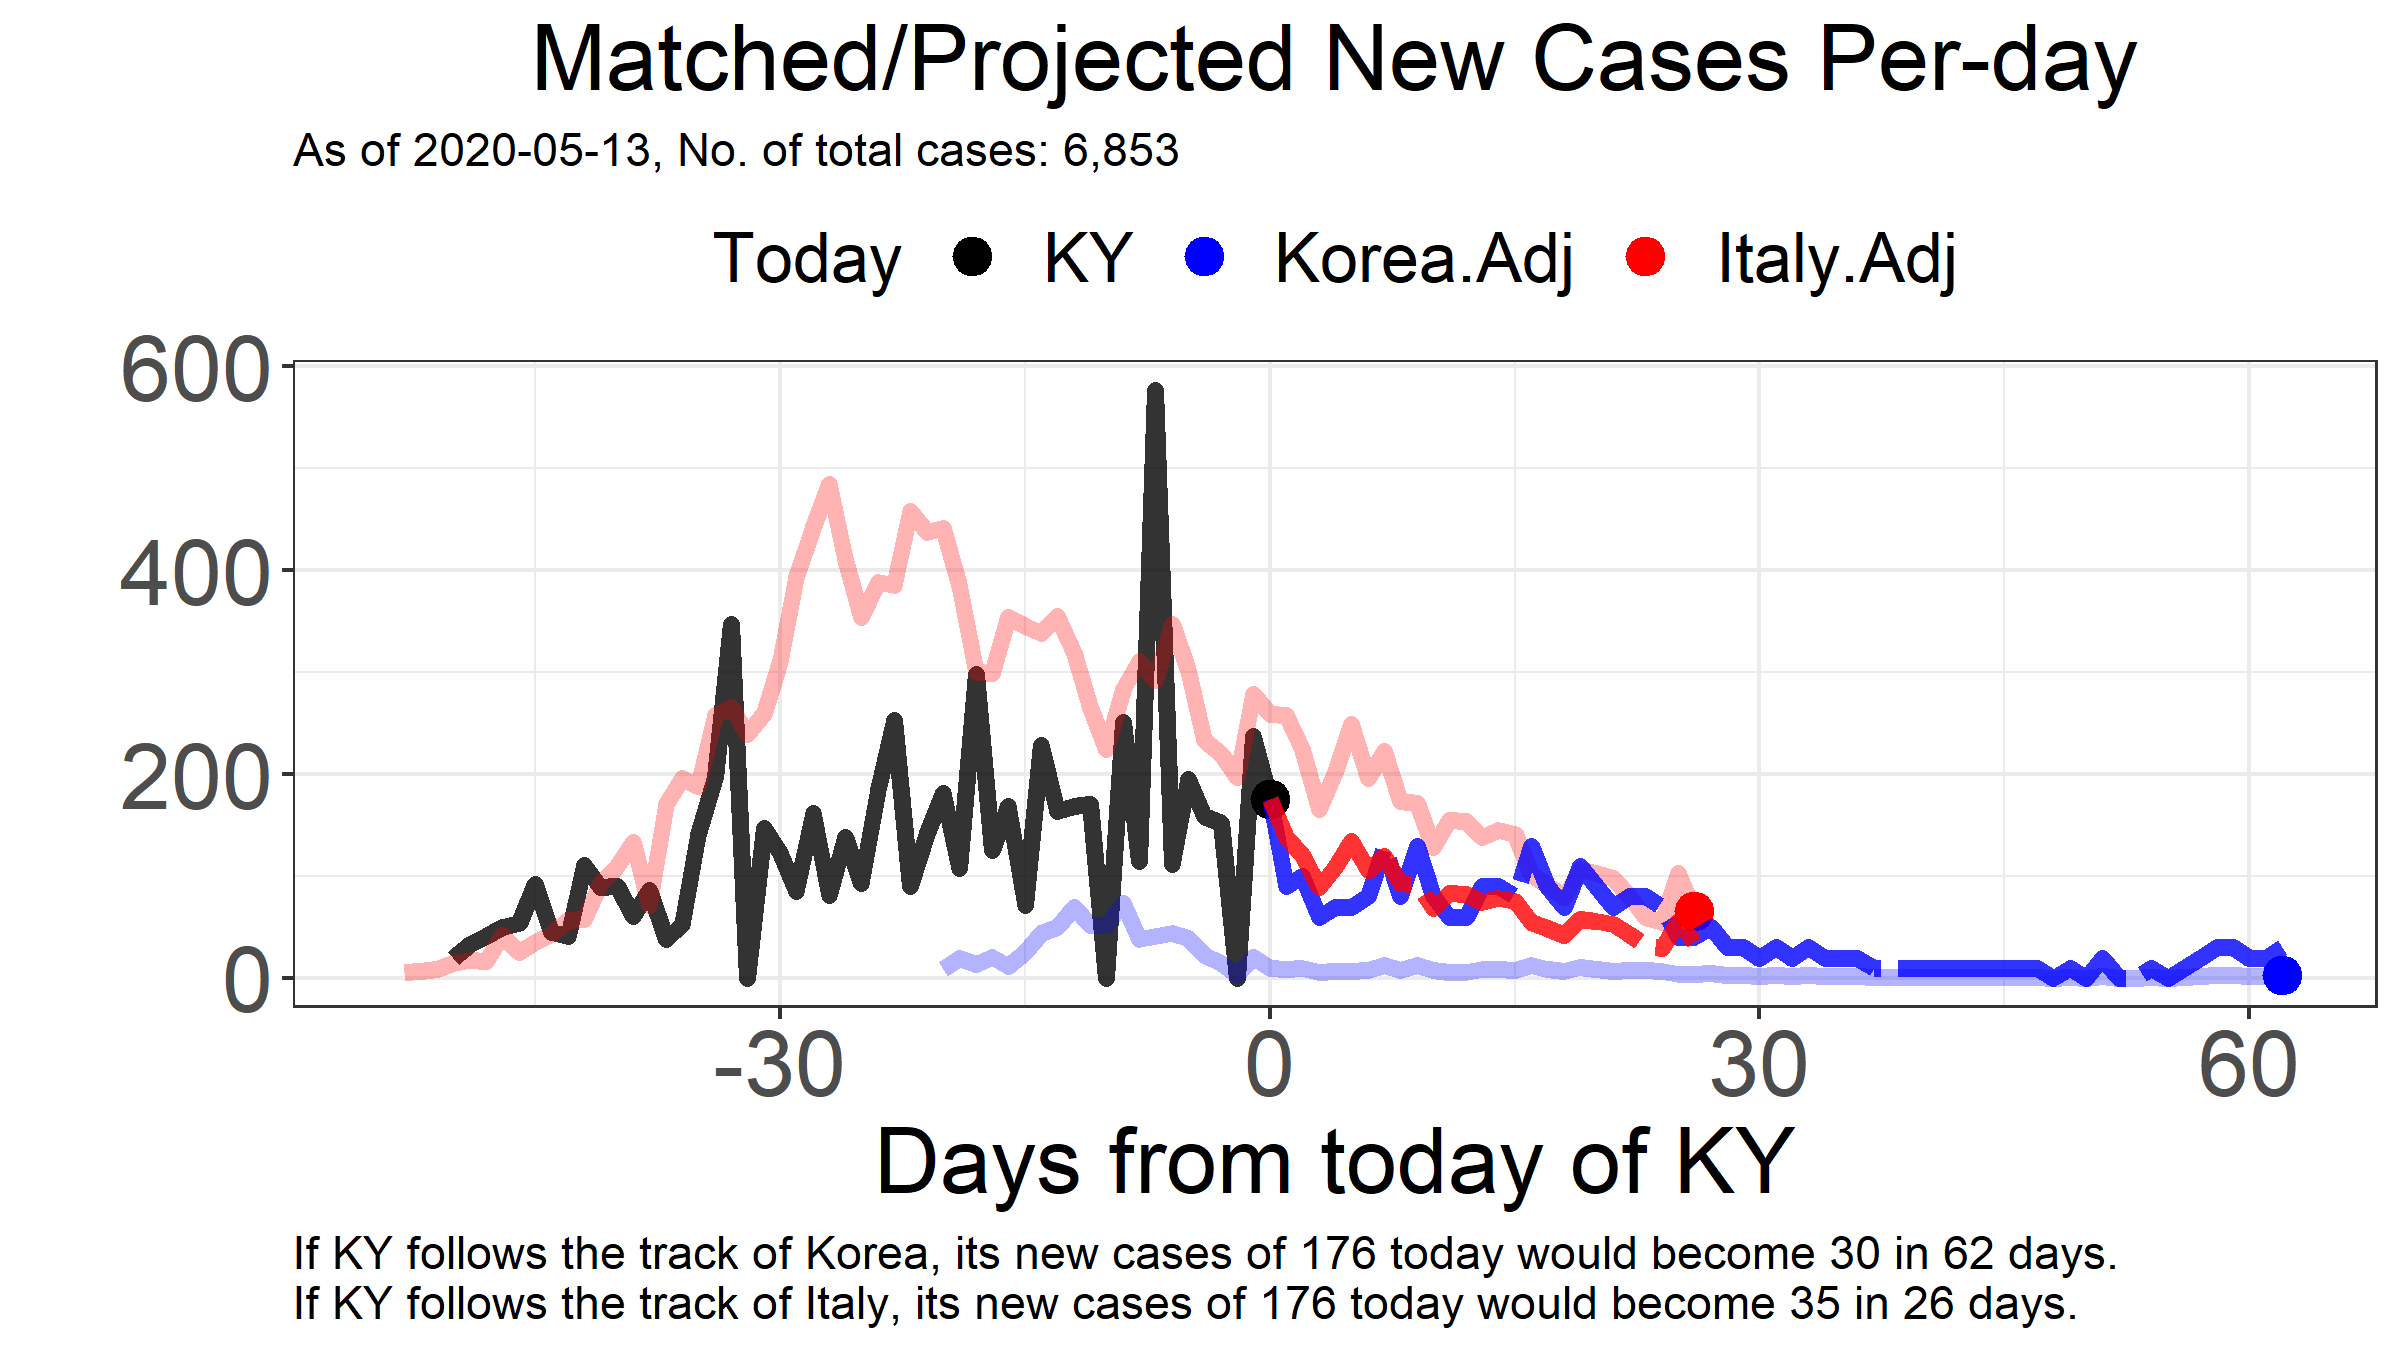 Matched/Projected New Cases Per-day
As of 2020-05-13, No. of total cases: 6,853
Today KY Korea.Adj Italy.Adj
600
400
200
0
-30 0 30 60
Days from today of KY
If KY follows the track of Korea, its new cases of 176 today would become 30 in 62 days.
If KY follows the track of Italy, its new cases of 176 today would become 35 in 26 days.